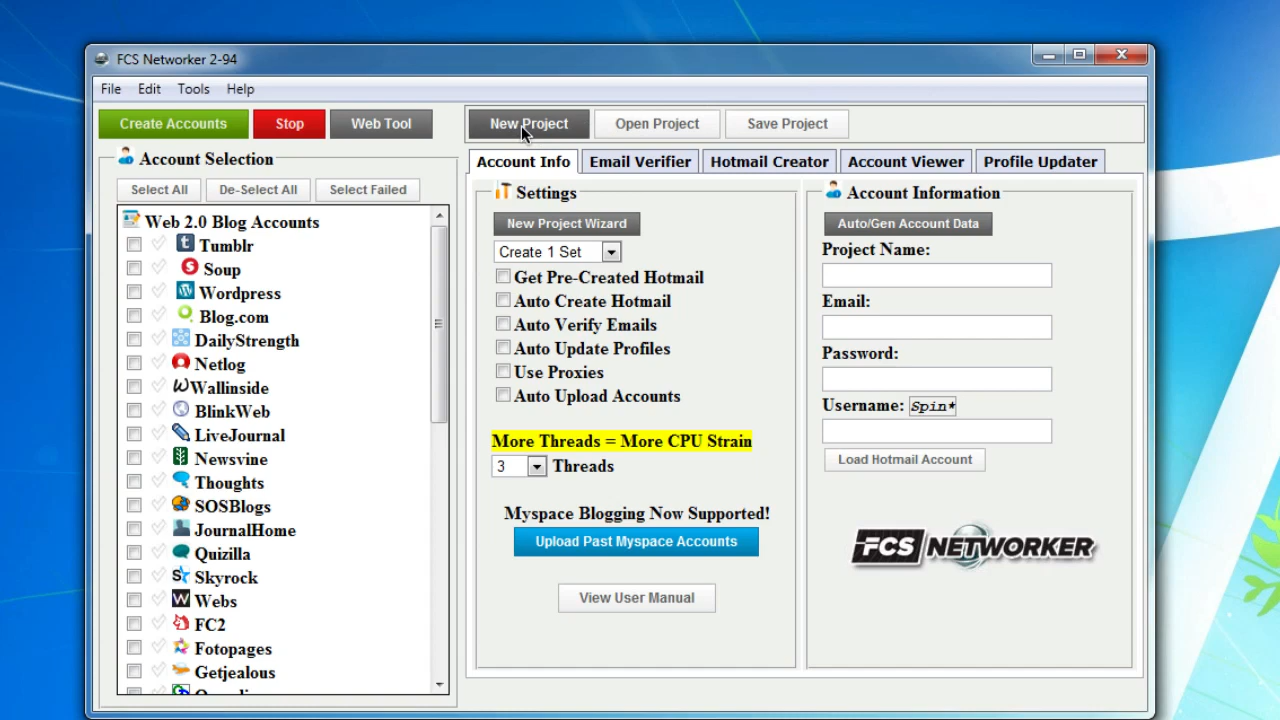 FCS Networker 2-94
File Edit Tools Help
Create Accounts Stop Web Tool New Project Open Project Save Project
Account Selection
Select All De-Select All Select Failed
Web 2.0 Blog Accounts
Tumblr
Soup
Wordpress
Blog.com
DailyStrength
Netlog
Wallinside
BlinkWeb
LiveJournal
Newsvine
Thoughts
SOSBlogs
JournalHome
Quizilla
Skyrock
Webs
FC2
Fotopages
Getjealous
Account Info Email Verifier Hotmail Creator Account Viewer Profile Updater
Settings
New Project Wizard
Create 1 Set
Get Pre-Created Hotmail
Auto Create Hotmail
Auto Verify Emails
Auto Update Profiles
Use Proxies
Auto Upload Accounts
More Threads = More CPU Strain
3 Threads
Myspace Blogging Now Supported!
Upload Past Myspace Accounts
View User Manual
Account Information
Auto/Gen Account Data
Project Name:
Email:
Password:
Username: Spin*
Load Hotmail Account
FCS NETWORKER